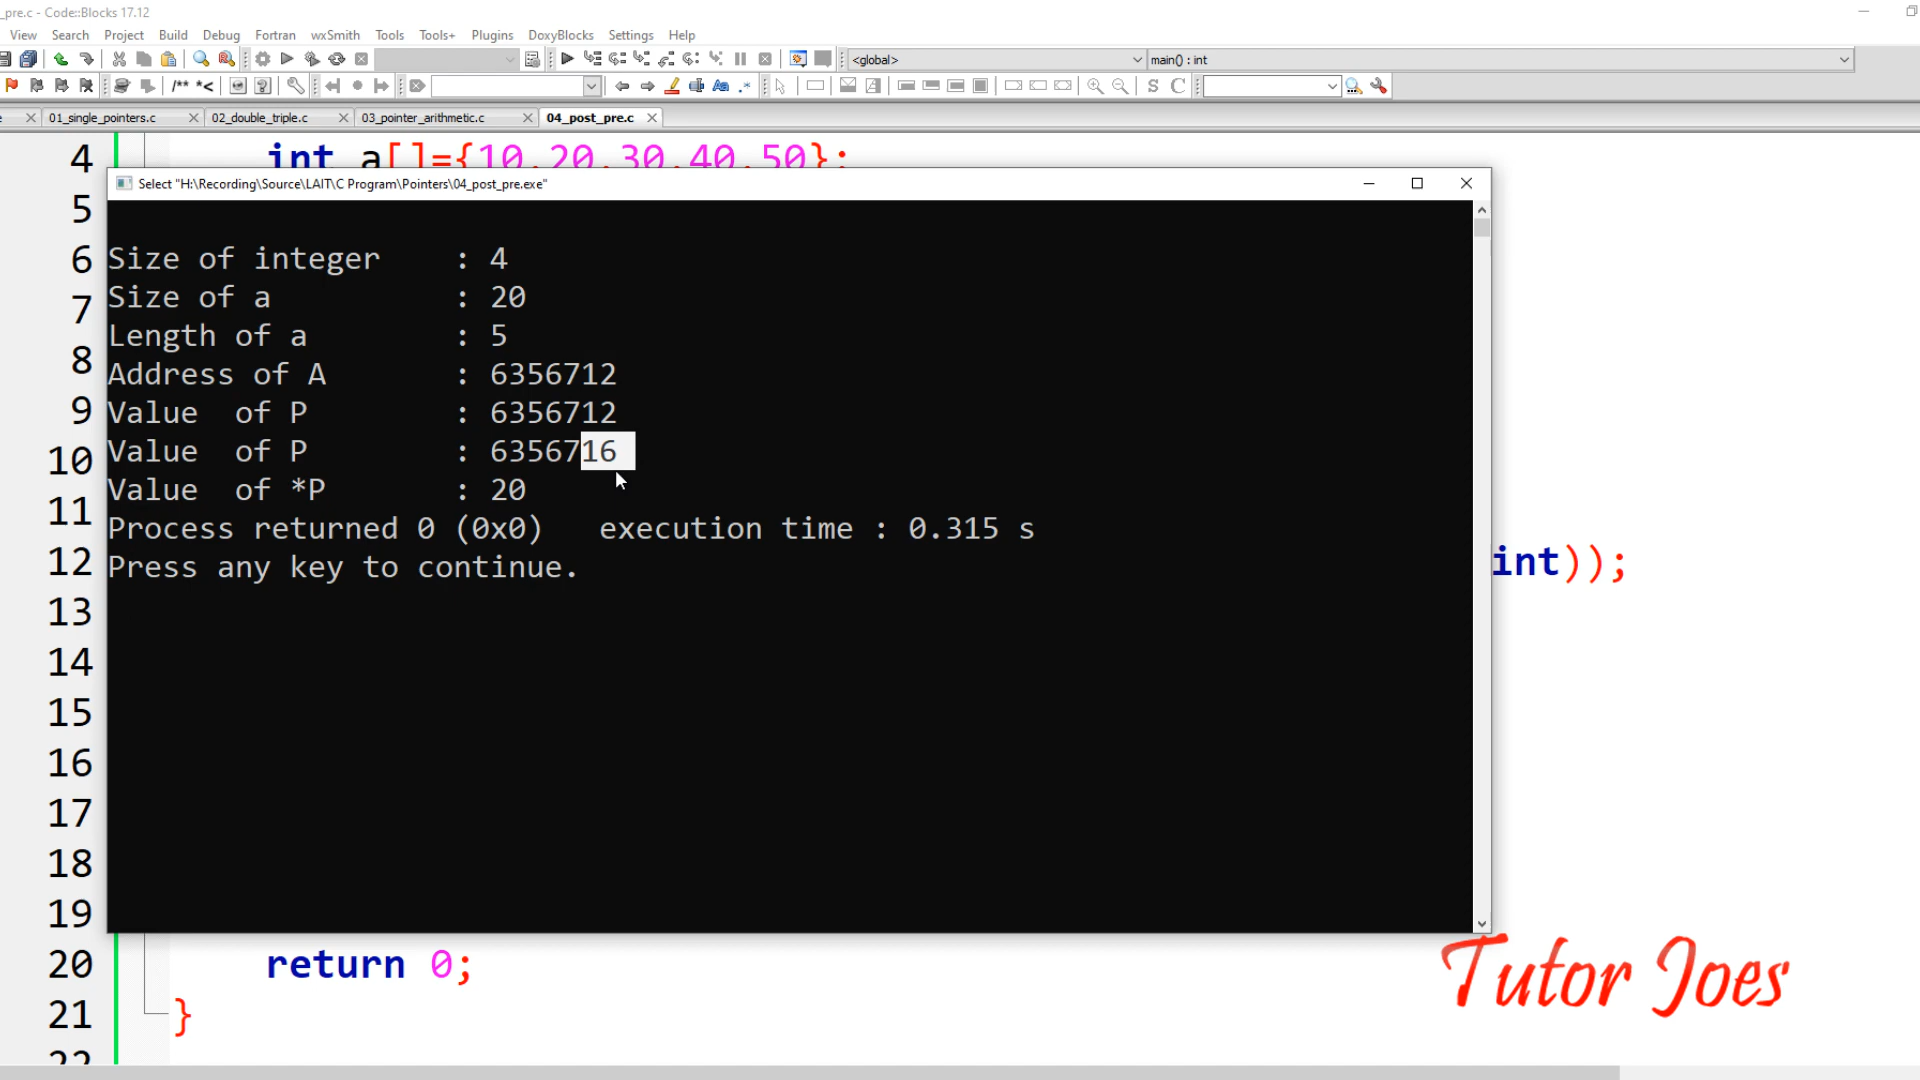 _pre.c - Code::Blocks 17.12
View Search Project Build Debug Fortran wxSmith Tools Tools+ Plugins DoxyBlocks Settings Help
<global> main() : int
/** *< Aa .* S C
01_single_pointers.c 02_double_triple.c 03_pointer_arithmetic.c 04_post_pre.c
4 int a[]={10,20,30,40,50};
Select "H:\Recording\Source\LAIT\C Program\Pointers\04_post_pre.exe"
5
6 Size of integer : 4
7 Size of a : 20
Length of a : 5
8 Address of A : 6356712
9 Value of P : 6356712
10 Value of P : 6356716
11 Value of *P : 20
Process returned 0 (0x0) execution time : 0.315 s
12 Press any key to continue. int));
13
14
15
16
17
18
19
20 return 0;
21 }
22
Tutor Joes